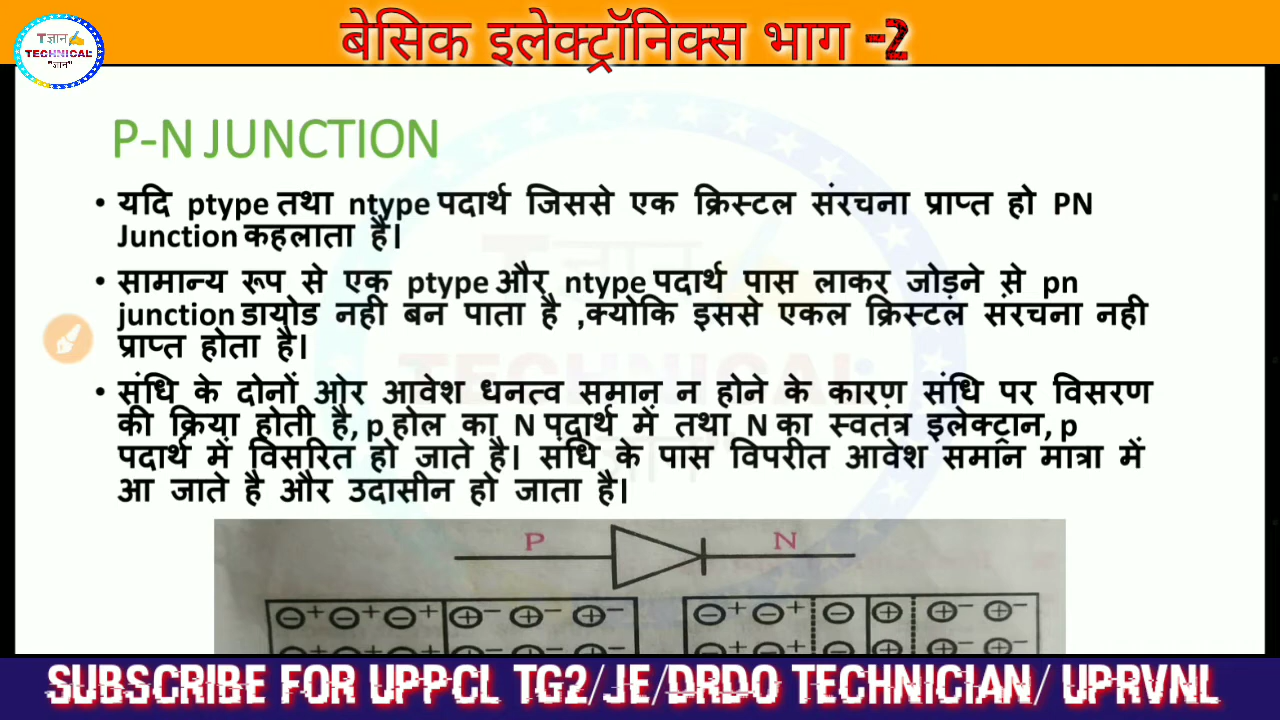 बेसिक इलेक्ट्रॉनिक्स भाग -2
Tज्ञान
TECHNICAL
"ज्ञान"
P-N JUNCTION
• यदि ptype तथा ntype पदार्थ जिससे एक क्रिस्टल संरचना प्राप्त हो PN
Junction कहलाता है।
• सामान्य रूप से एक ptype और ntype पदार्थ पास लाकर जोड़ने से pn
junction डायोड नही बन पाता है ,क्योकि इससे एकल क्रिस्टल संरचना नही
प्राप्त होता है।
• संधि के दोनों ओर आवेश धनत्व समान न होने के कारण संधि पर विसरण
की क्रिया होती है, p होल का N पदार्थ में तथा N का स्वतंत्र इलेक्ट्रान, p
पदार्थ में विसरित हो जाते है। संधि के पास विपरीत आवेश समान मात्रा में
आ जाते है और उदासीन हो जाता है।
P N
SUBSCRIBE FOR UPPCL TG2/JE/DRDO TECHNICIAN/ UPRVNL